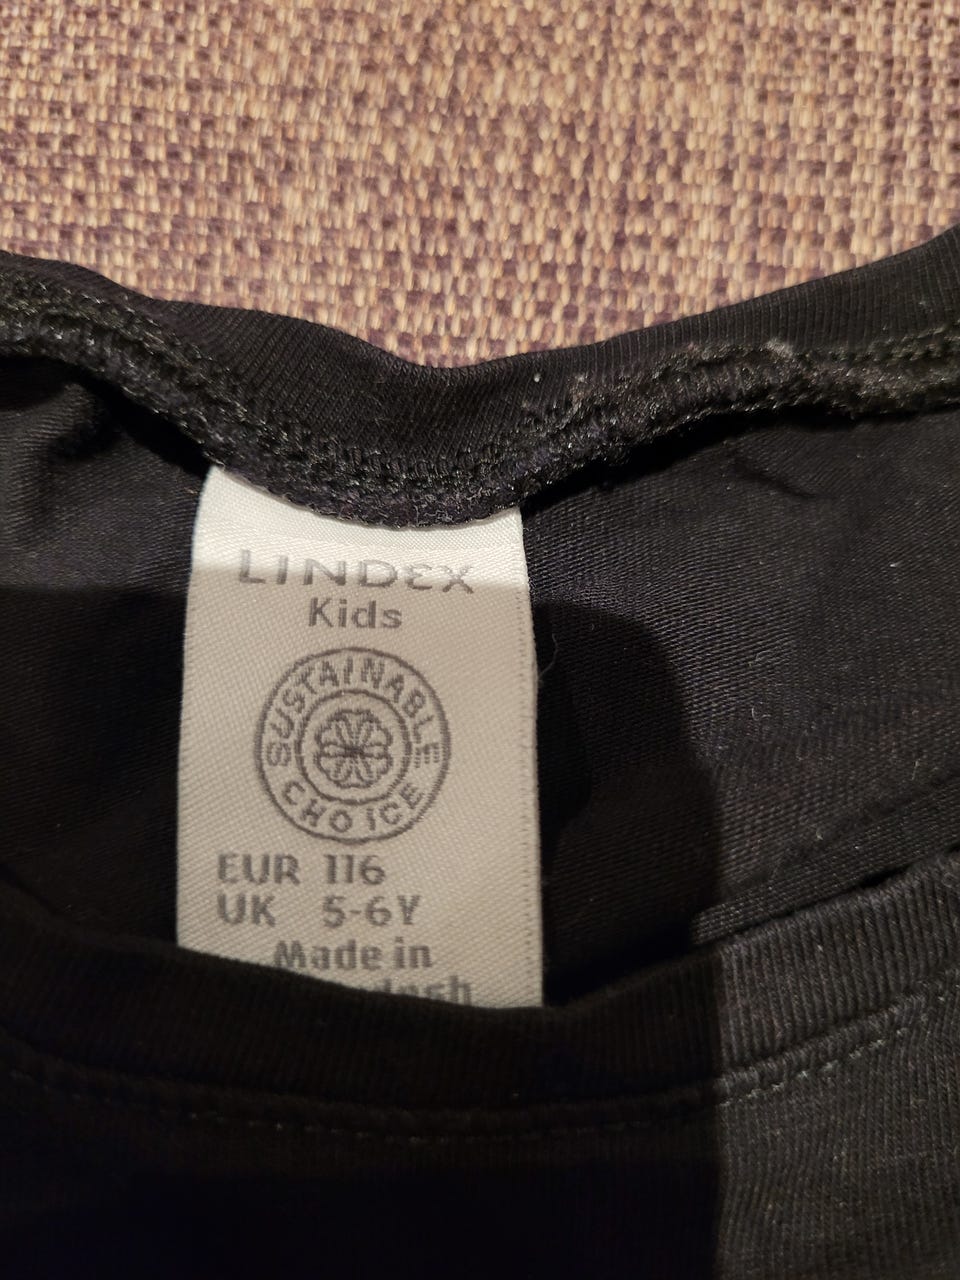 LINDEX
Kids
SUSTAINABLE
CHOICE
EUR 116
UK 5-6Y
Made in